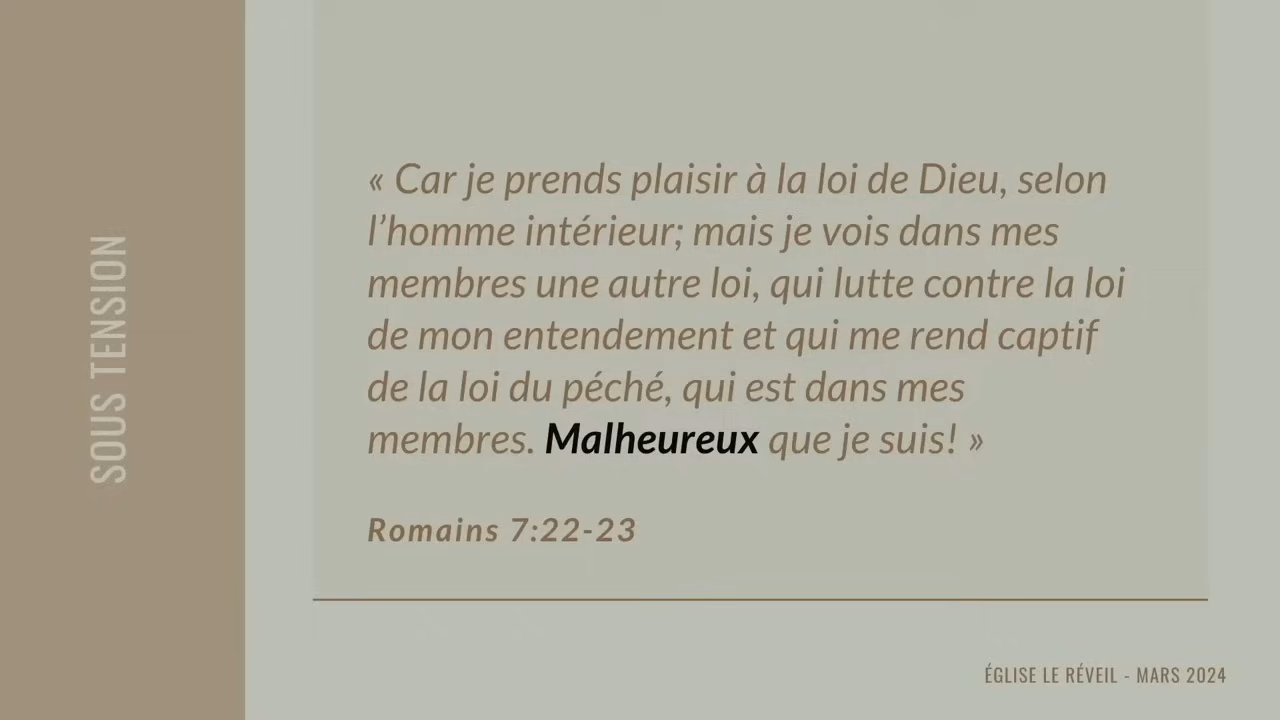 SOUS TENSION
« Car je prends plaisir à la loi de Dieu, selon
l’homme intérieur; mais je vois dans mes
membres une autre loi, qui lutte contre la loi
de mon entendement et qui me rend captif
de la loi du péché, qui est dans mes
membres. Malheureux que je suis! »
Romains 7:22-23
ÉGLISE LE RÉVEIL - MARS 2024